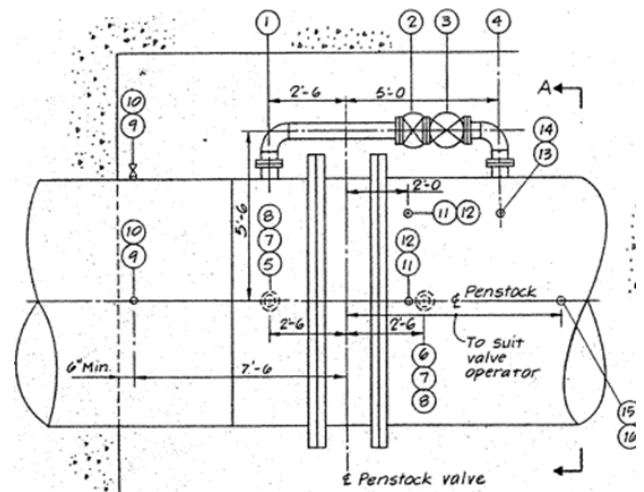 1 2 3 4
2'-6 5'-0
A
10
9
14
13
2'-0
11 12
5'-6
8
7
5
12
11
10
9
℄ Penstock
2'-6 2'-6
To suit
valve
operator
6" Min.
7'-6
6
7
8
15
16
℄ Penstock valve